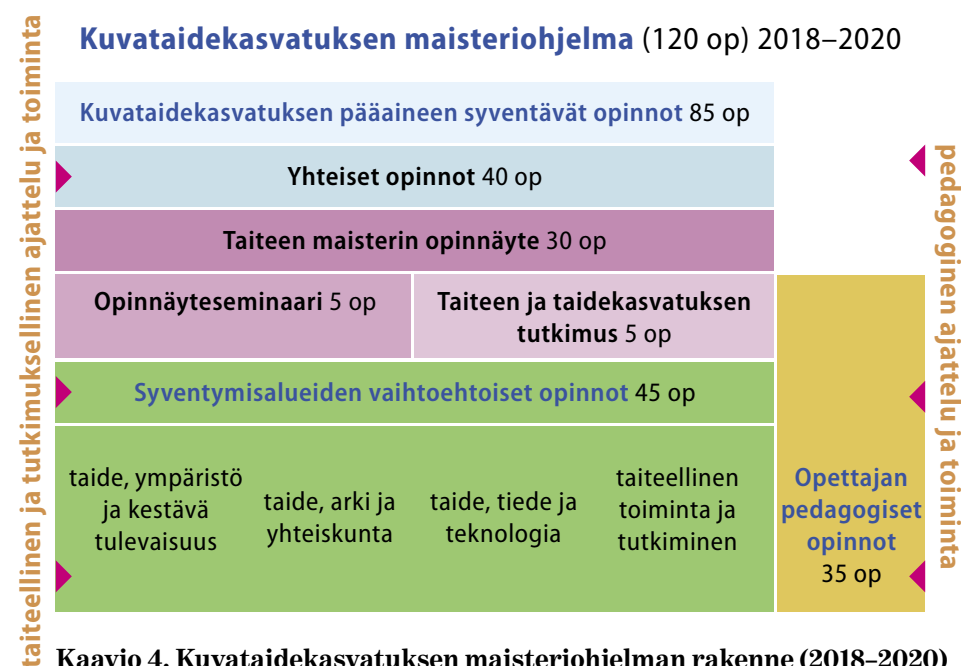 Kuvataidekasvatuksen maisteriohjelma (120 op) 2018–2020
taiteellinen ja tutkimuksellinen ajattelu ja toiminta
Kuvataidekasvatuksen pääaineen syventävät opinnot 85 op
Yhteiset opinnot 40 op
Taiteen maisterin opinnäyte 30 op
Opinnäyteseminaari 5 op
Taiteen ja taidekasvatuksen
tutkimus 5 op
Syventymisalueiden vaihtoehtoiset opinnot 45 op
taide, ympäristö
ja kestävä
tulevaisuus
taide, arki ja
yhteiskunta
taide, tiede ja
teknologia
taiteellinen
toiminta ja
tutkiminen
Opettajan
pedagogiset
opinnot
35 op
pedagoginen ajattelu ja toiminta
Kaavio 4. Kuvataidekasvatuksen maisteriohjelman rakenne (2018–2020)